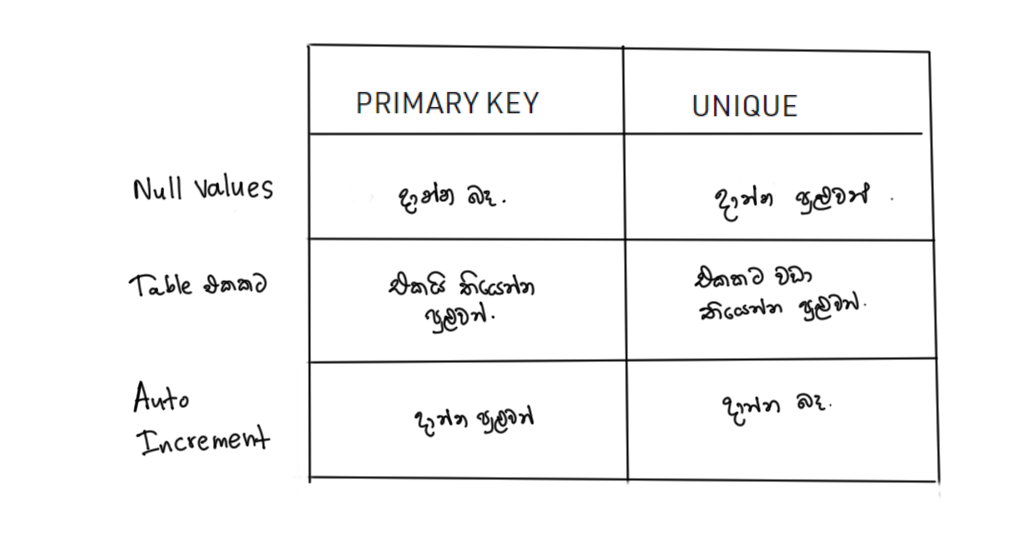 PRIMARY KEY UNIQUE
Null Values දාන්න බෑ. දාන්න පුළුවන් .
Table එකකට එකයි තියෙන්න එකකට වඩා
පුළුවන්. තියෙන්න පුළුවන්.
Auto
දාන්න පුළුවන් දාන්න බෑ.
Increment